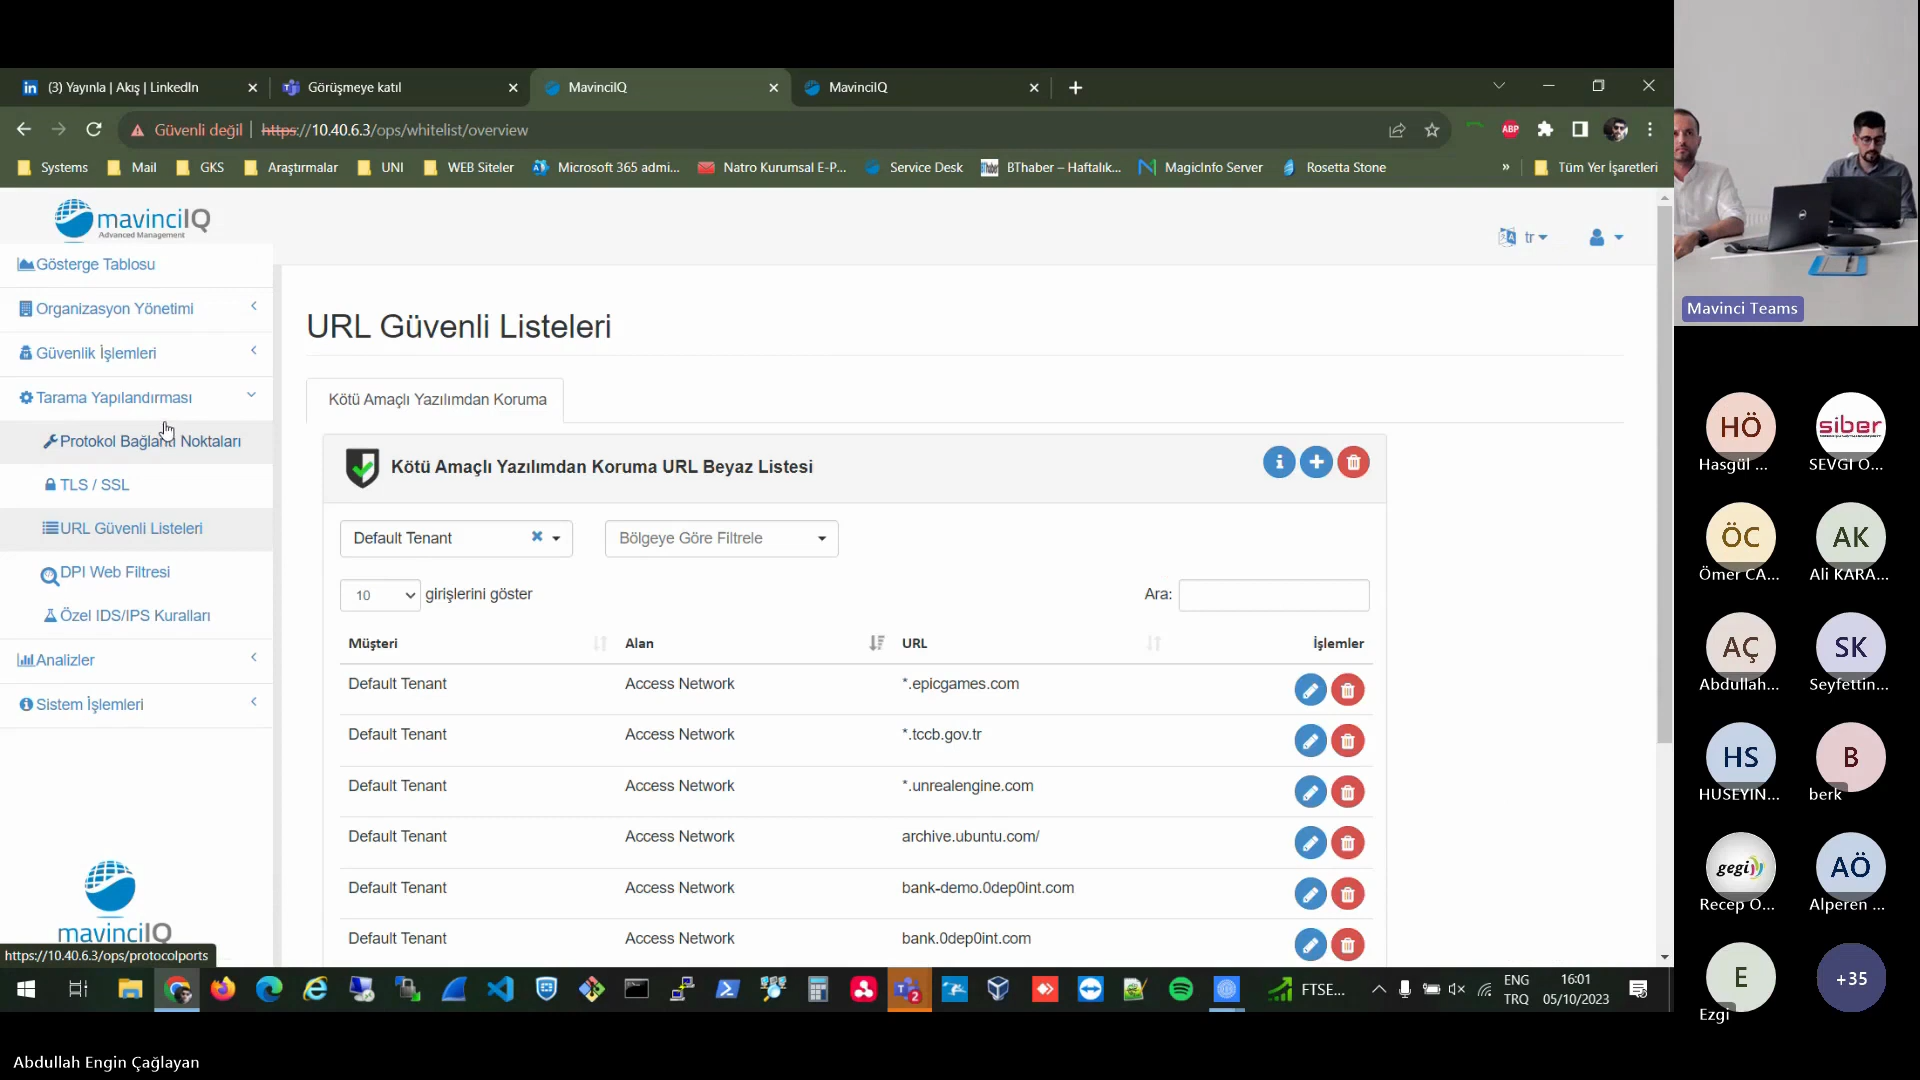 (3) Yayınla | Akış | LinkedIn
Görüşmeye katıl
MavinciIQ
MavinciIQ
Güvenli değil
https://10.40.6.3/ops/whitelist/overview
ABP
Systems
Mail
GKS
Araştırmalar
UNI
WEB Siteler
Microsoft 365 admi...
Natro Kurumsal E-P...
Service Desk
BThaber – Haftalık...
MagicInfo Server
Rosetta Stone
»
Tüm Yer İşaretleri
mavinciIQ
Advanced Management
tr
Gösterge Tablosu
Organizasyon Yönetimi
Güvenlik İşlemleri
Tarama Yapılandırması
Protokol Bağlantı Noktaları
TLS / SSL
URL Güvenli Listeleri
DPI Web Filtresi
Özel IDS/IPS Kuralları
Analizler
Sistem İşlemleri
mavinciIQ
https://10.40.6.3/ops/protocolports
URL Güvenli Listeleri
Kötü Amaçlı Yazılımdan Koruma
Kötü Amaçlı Yazılımdan Koruma URL Beyaz Listesi
Default Tenant
Bölgeye Göre Filtrele
10 girişlerini göster
Ara:
Müşteri Alan URL İşlemler
Default Tenant Access Network *.epicgames.com
Default Tenant Access Network *.tccb.gov.tr
Default Tenant Access Network *.unrealengine.com
Default Tenant Access Network archive.ubuntu.com/
Default Tenant Access Network bank-demo.0dep0int.com
Default Tenant Access Network bank.0dep0int.com
FTSE...
ENG
TRQ
16:01
05/10/2023
Mavinci Teams
HÖ
Hasgül ...
siber
SEVGI O...
ÖC
Ömer CA...
AK
Ali KARA...
AÇ
Abdullah...
SK
Seyfettin...
HS
HUSEYIN...
B
berk
gegi
Recep O...
AÖ
Alperen ...
E
Ezgi
+35
Abdullah Engin Çağlayan